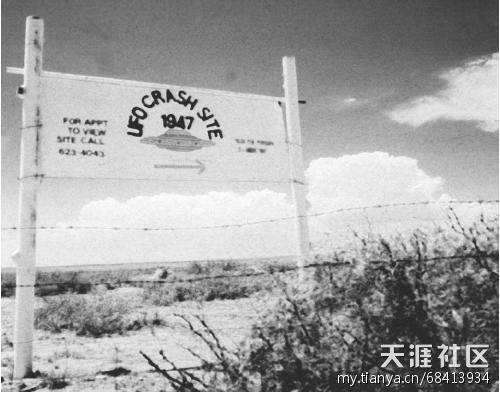 UFO CRASH SITE
1947
FOR APPT
TO VIEW
SITE CALL
623-4043
天涯社区
my.tianya.cn/68413934